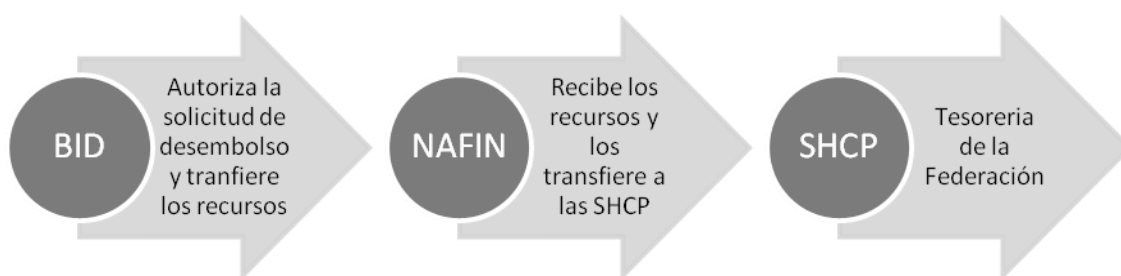 BID
Autoriza la
solicitud de
desembolso
y tranfiere
los recursos
NAFIN
Recibe los
recursos y
los
transfiere a
las SHCP
SHCP
Tesoreria
de la
Federación